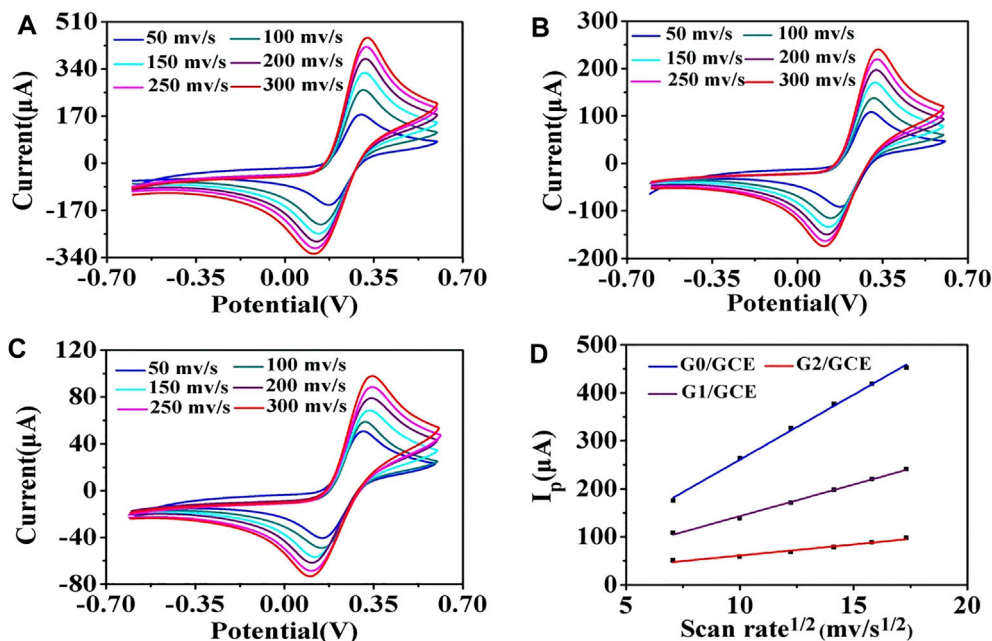 A
510
340
170
0
-170
-340
Current(μA)
50 mv/s 100 mv/s
150 mv/s 200 mv/s
250 mv/s 300 mv/s
-0.70 -0.35 0.00 0.35 0.70
Potential(V)
B
300
200
100
0
-100
-200
Current(μA)
50 mv/s 100 mv/s
150 mv/s 200 mv/s
250 mv/s 300 mv/s
-0.70 -0.35 0.00 0.35 0.70
Potential(V)
C
120
80
40
0
-40
-80
Current(μA)
50 mv/s 100 mv/s
150 mv/s 200 mv/s
250 mv/s 300 mv/s
-0.70 -0.35 0.00 0.35 0.70
Potential(V)
D
500
400
300
200
100
0
Ip(μA)
G0/GCE G2/GCE
G1/GCE
5 10 15 20
Scan rate1/2 (mv/s1/2)